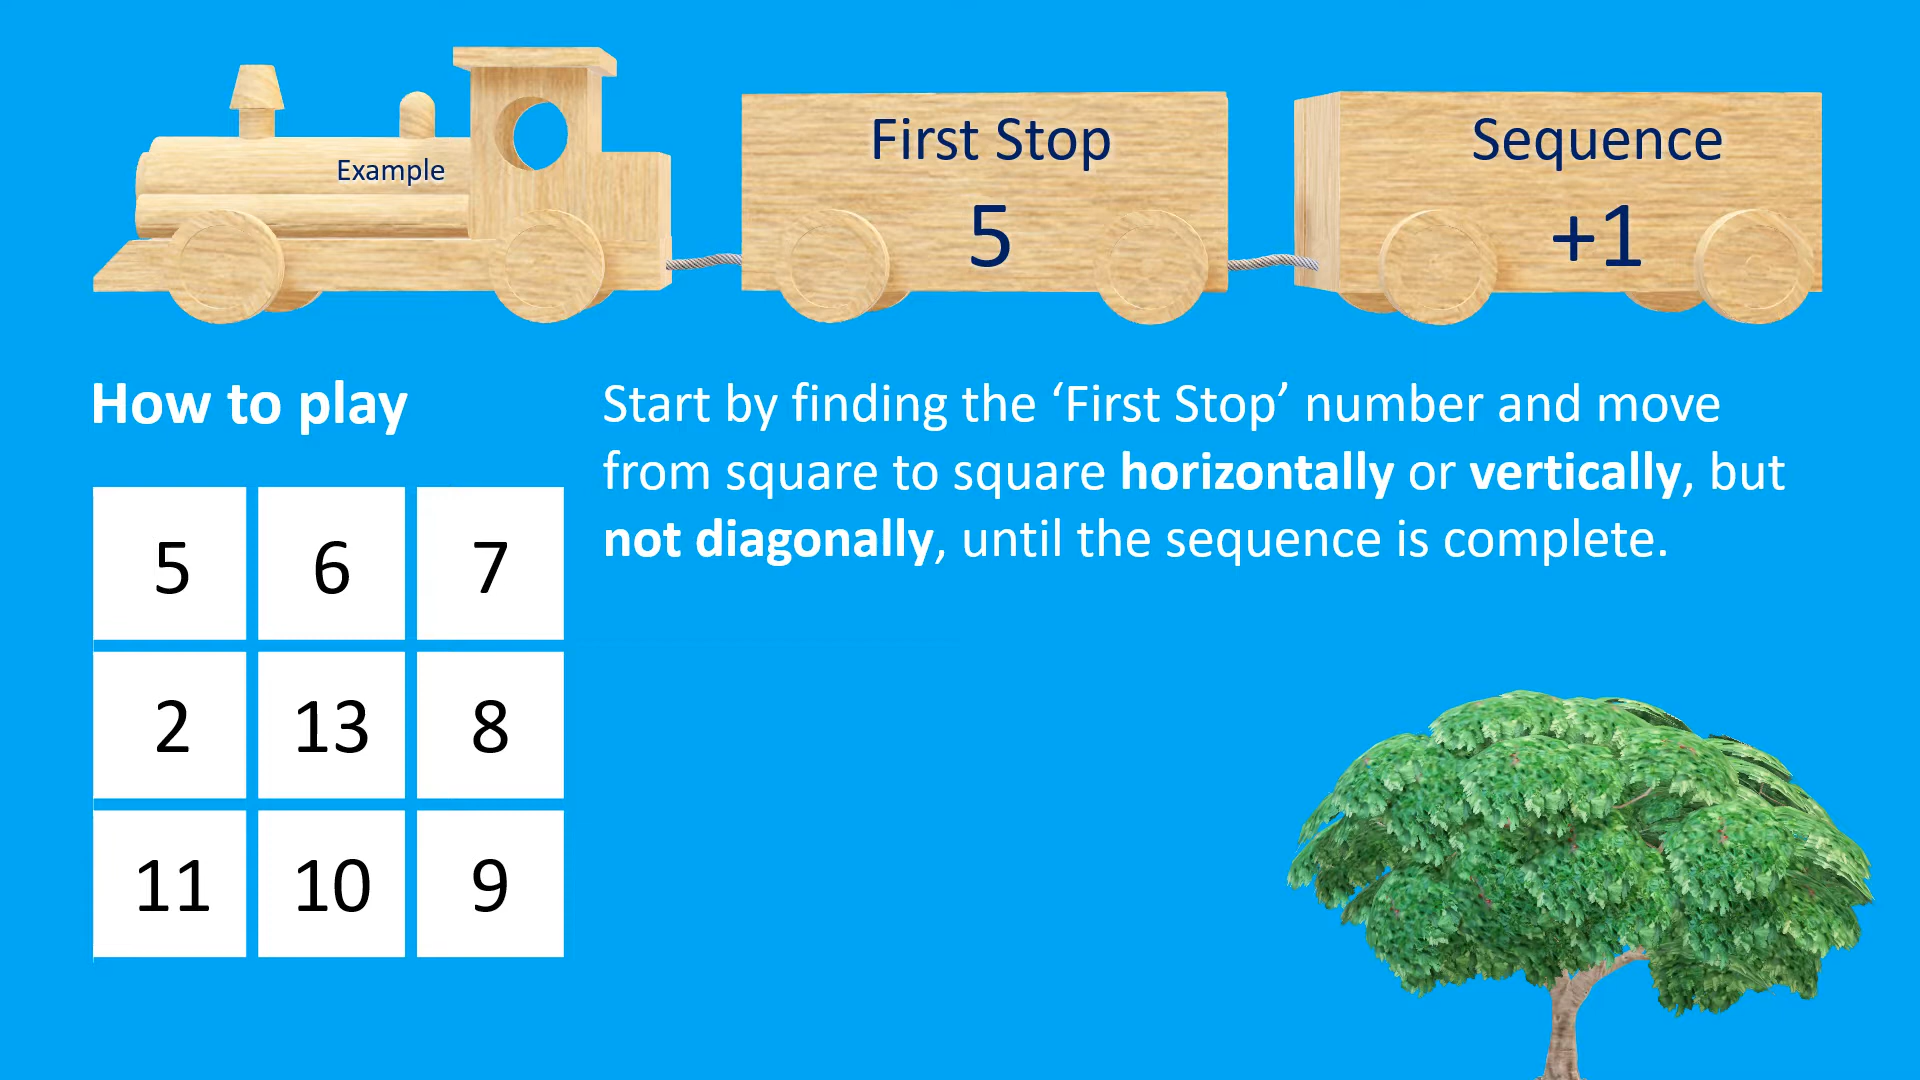 Example
First Stop
5
Sequence
+1
How to play
Start by finding the ‘First Stop’ number and move
from square to square horizontally or vertically, but
not diagonally, until the sequence is complete.
5 6 7
2 13 8
11 10 9